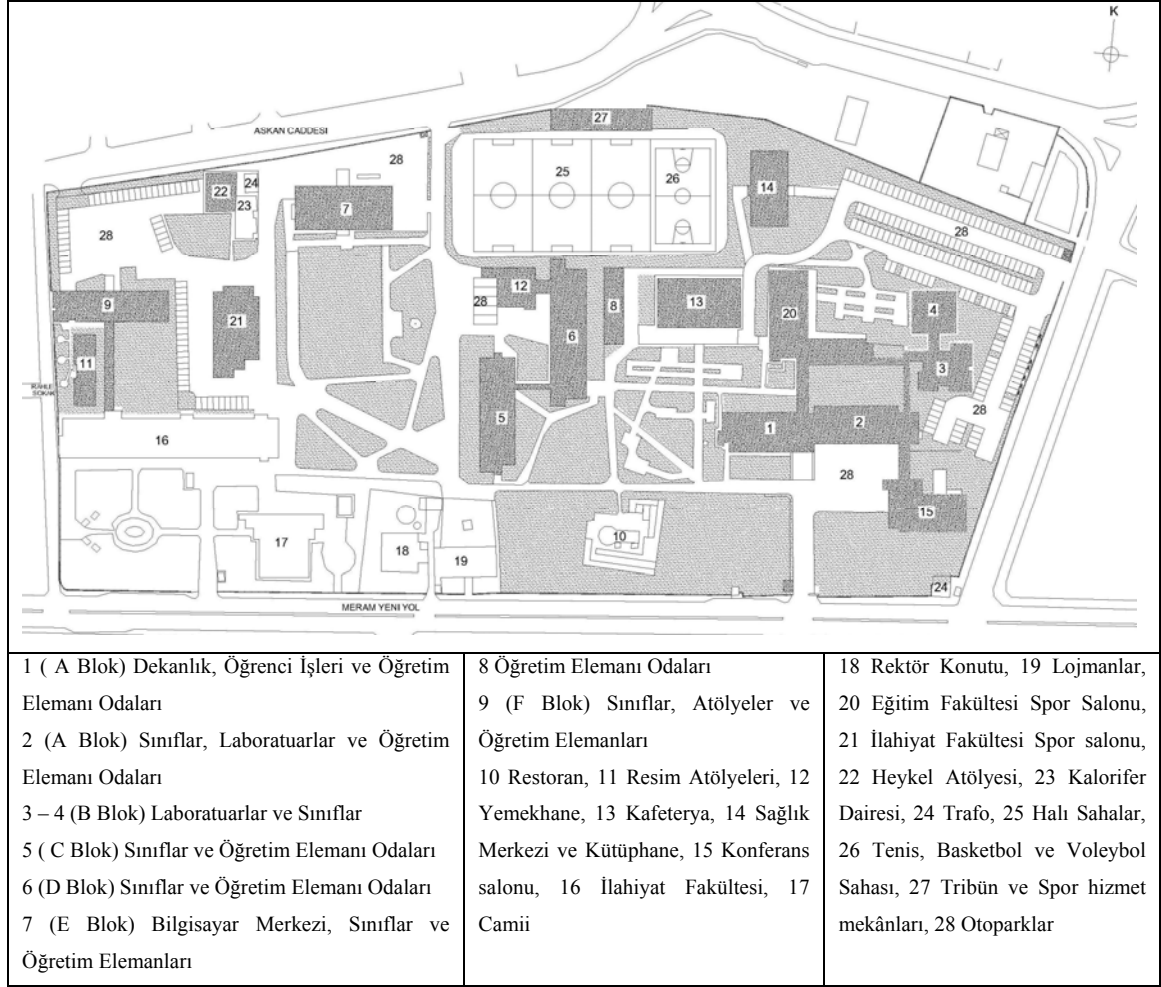 K
27
ASKAN CADDESİ
28
25
26
24
22
23
14
7
28
28
12
28
9
8
13
4
21
20
6
3
11
RAHLE
SOKAK
28
5
1
2
16
28
15
10
17
18
19
24
MERAM YENİ YOL
1 ( A Blok) Dekanlık, Öğrenci İşleri ve Öğretim
Elemanı Odaları
2 (A Blok) Sınıflar, Laboratuarlar ve Öğretim
Elemanı Odaları
3 – 4 (B Blok) Laboratuarlar ve Sınıflar
5 ( C Blok) Sınıflar ve Öğretim Elemanı Odaları
6 (D Blok) Sınıflar ve Öğretim Elemanı Odaları
7 (E Blok) Bilgisayar Merkezi, Sınıflar ve
Öğretim Elemanları
8 Öğretim Elemanı Odaları
9 (F Blok) Sınıflar, Atölyeler ve
Öğretim Elemanları
10 Restoran, 11 Resim Atölyeleri, 12
Yemekhane, 13 Kafeterya, 14 Sağlık
Merkezi ve Kütüphane, 15 Konferans
salonu, 16 İlahiyat Fakültesi, 17
Camii
18 Rektör Konutu, 19 Lojmanlar,
20 Eğitim Fakültesi Spor Salonu,
21 İlahiyat Fakültesi Spor salonu,
22 Heykel Atölyesi, 23 Kalorifer
Dairesi, 24 Trafo, 25 Halı Sahalar,
26 Tenis, Basketbol ve Voleybol
Sahası, 27 Tribün ve Spor hizmet
mekânları, 28 Otoparklar